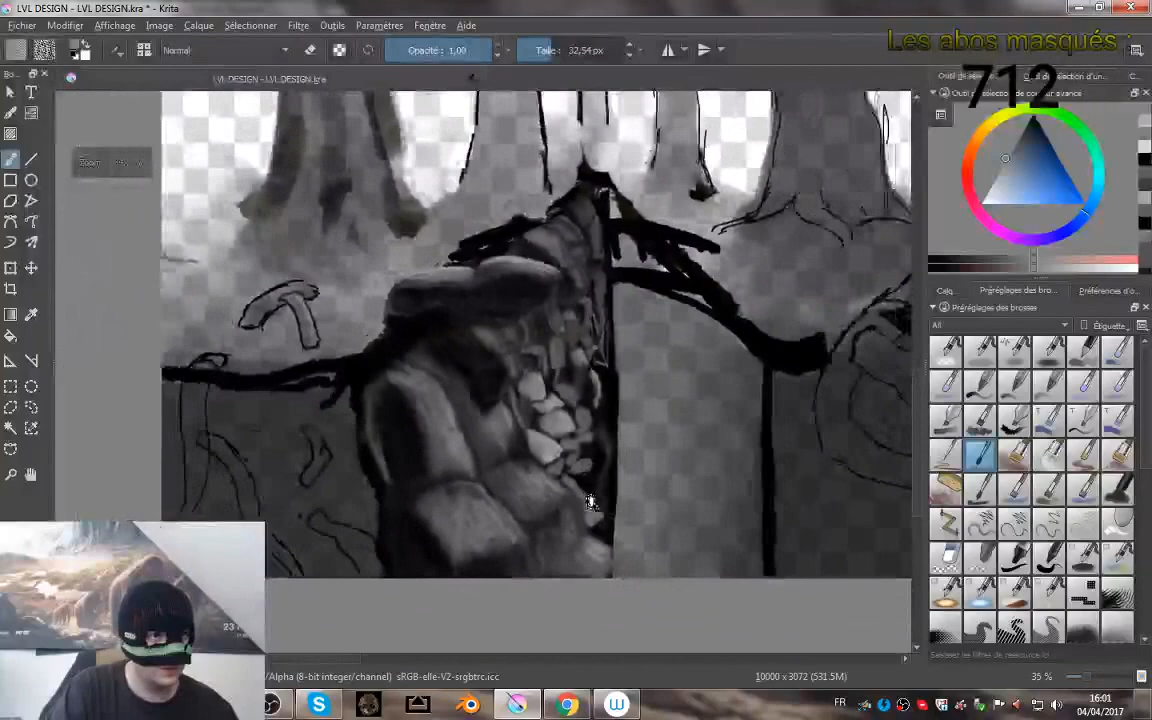 LVL DESIGN - LVL DESIGN.kra * - Krita
Fichier Modifier Affichage Image Calque Sélectionner Filtre Outils Paramètres Fenêtre Aide
Normal Opacité : 1,00 Taille : 32,54 px
Les abos masqués :
712
LVL DESIGN - LVL DESIGN.kra
Zoom
Calq... Préréglages des bro... Préférences d'o...
Préréglages des brosses
All Étiquette
/Alpha (8-bit integer/channel) sRGB-elle-V2-srgbtrc.icc 10000 x 3072 (531.5M) 35 %
FR 16:01
04/04/2017